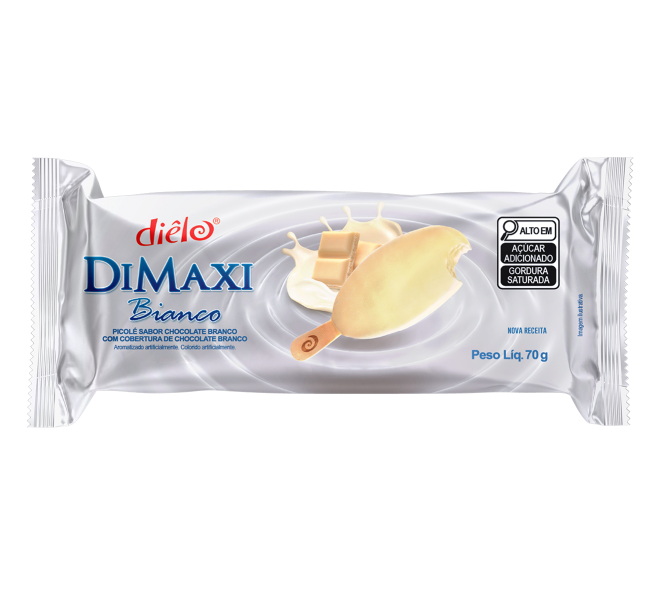 diêlo®
DIMAXI
Bianco
PICOLÉ SABOR CHOCOLATE BRANCO
COM COBERTURA DE CHOCOLATE BRANCO
Aromatizado artificialmente. Colorido artificialmente.
ALTO EM
AÇÚCAR
ADICIONADO
GORDURA
SATURADA
NOVA RECEITA
Peso Líq. 70g
Imagem ilustrativa